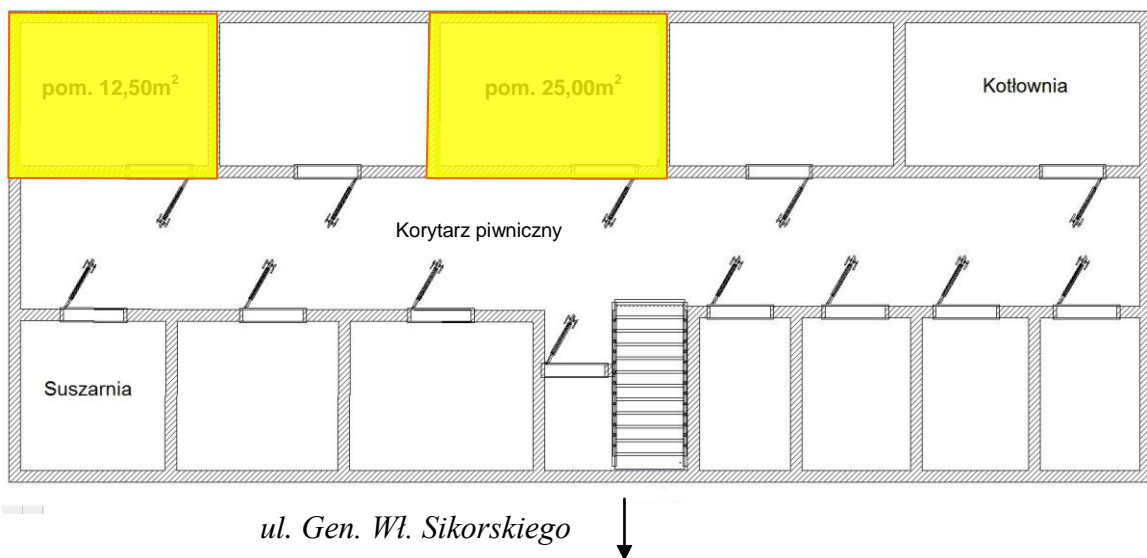 pom. 12,50m²
pom. 25,00m²
Kotłownia
Korytarz piwniczny
Suszarnia
ul. Gen. Wł. Sikorskiego